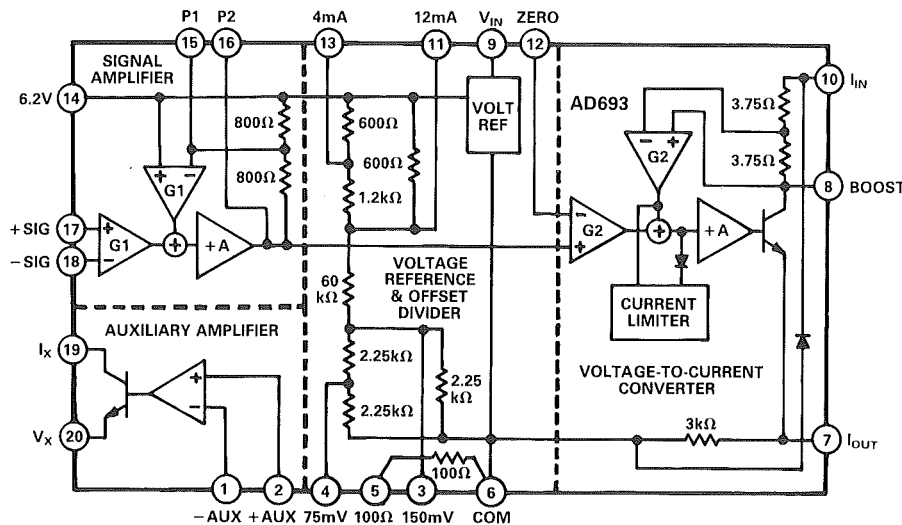 P1 P2 4mA 12mA VIN ZERO
15 16 13 11 9 12
SIGNAL
AMPLIFIER
6.2V 14
10 IIN
VOLT
REF
AD693
3.75Ω
3.75Ω
800Ω
800Ω
600Ω
600Ω
1.2kΩ
+ −
G1
− +
G2
8 BOOST
+SIG 17
−SIG 18
+
−
G1
+
+A
−
+
G2
+
+A
60
kΩ
VOLTAGE
REFERENCE
& OFFSET
DIVIDER
CURRENT
LIMITER
AUXILIARY AMPLIFIER
IX 19
VX 20
+
−
2.25kΩ
2.25kΩ
2.25
kΩ
VOLTAGE-TO-CURRENT
CONVERTER
3kΩ
7 IOUT
100Ω
1 2 4 5 3 6
−AUX +AUX 75mV 100Ω 150mV COM